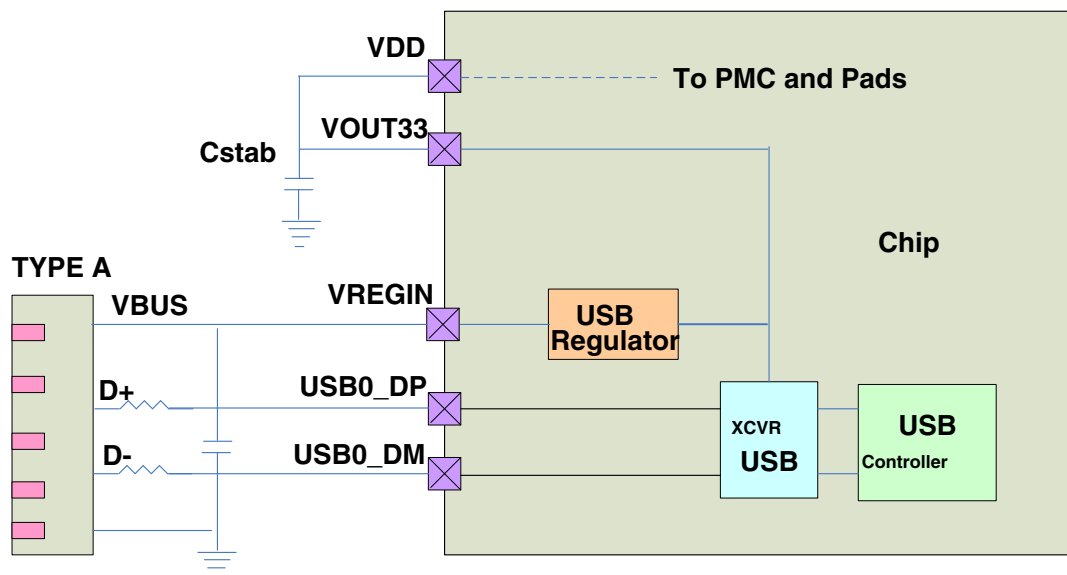 VDD
To PMC and Pads
VOUT33
Cstab
Chip
TYPE A
VBUS
VREGIN
USB
Regulator
D+
USB0_DP
D-
USB0_DM
XCVR
USB
USB
Controller